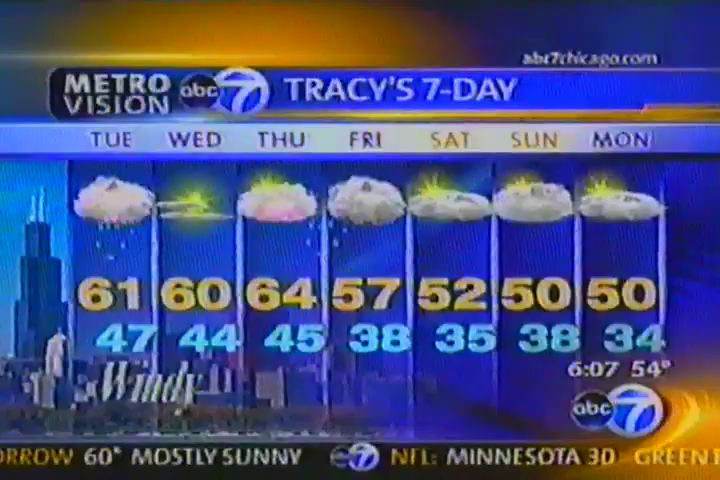 abc7chicago.com
METRO
VISION
abc 7
TRACY'S 7-DAY
TUE WED THU FRI SAT SUN MON
61 60 64 57 52 50 50
47 44 45 38 35 38 34
Windy
6:07 54°
abc 7
ORROW 60° MOSTLY SUNNY 7 NFL: MINNESOTA 30 GREEN